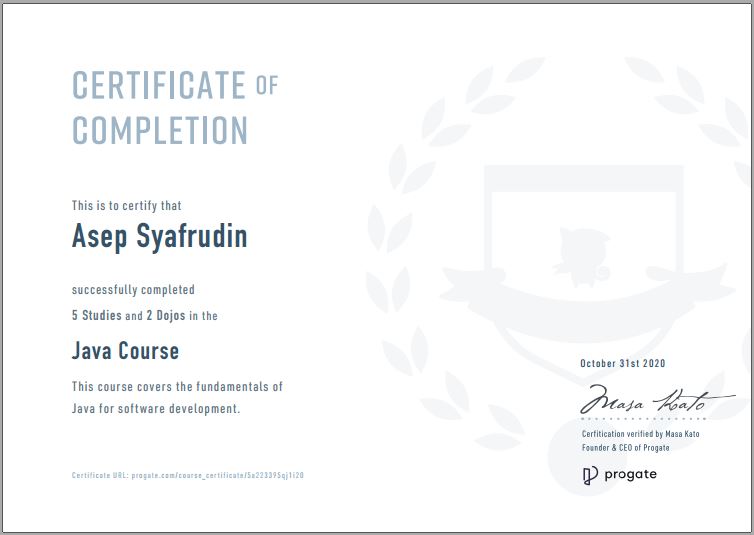 CERTIFICATE OF
COMPLETION
This is to certify that
Asep Syafrudin
successfully completed
5 Studies and 2 Dojos in the
Java Course
This course covers the fundamentals of
Java for software development.
October 31st 2020
Masa Kato
Cerfitication verified by Masa Kato
Founder & CEO of Progate
progate
Certificate URL: progate.com/course_certificate/5a223395qj1i20